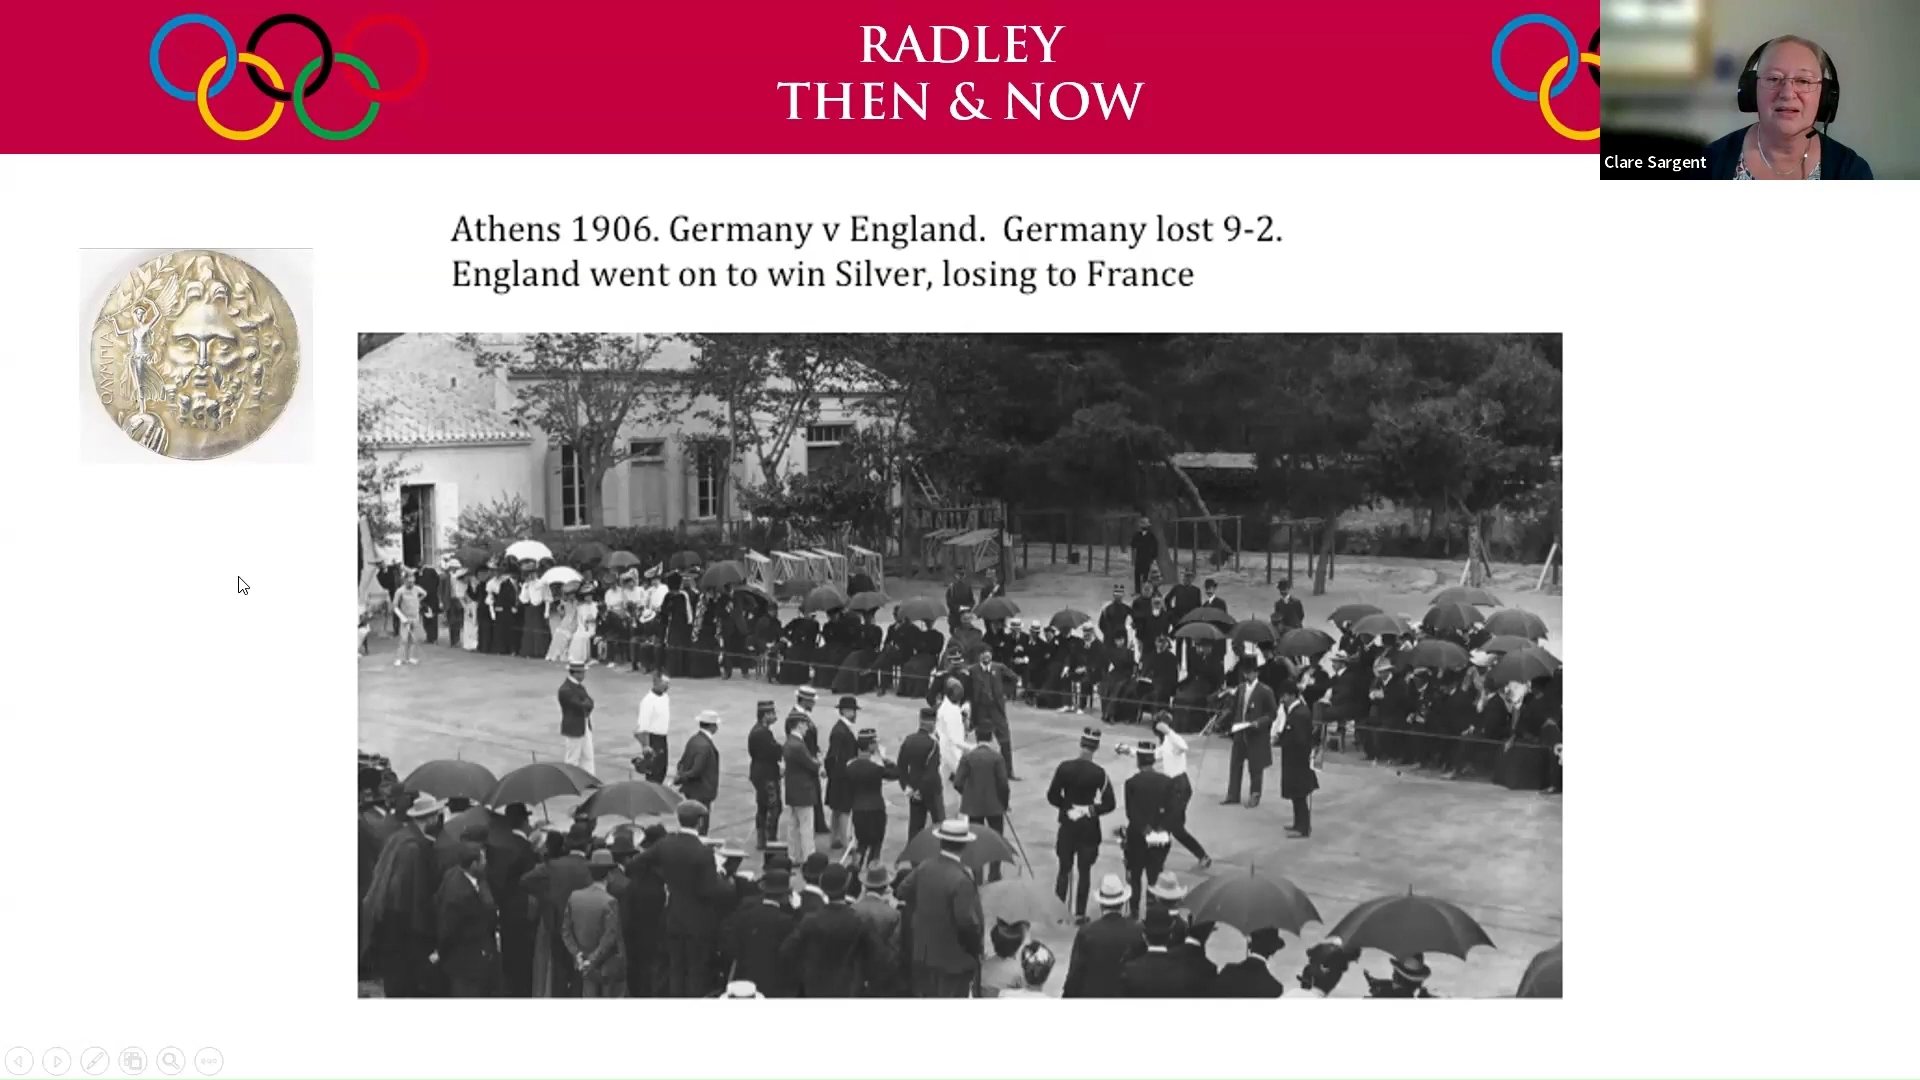 RADLEY
THEN & NOW
Clare Sargent
Athens 1906. Germany v England.  Germany lost 9-2.
England went on to win Silver, losing to France
ΟΛΥΜΠΙΑ